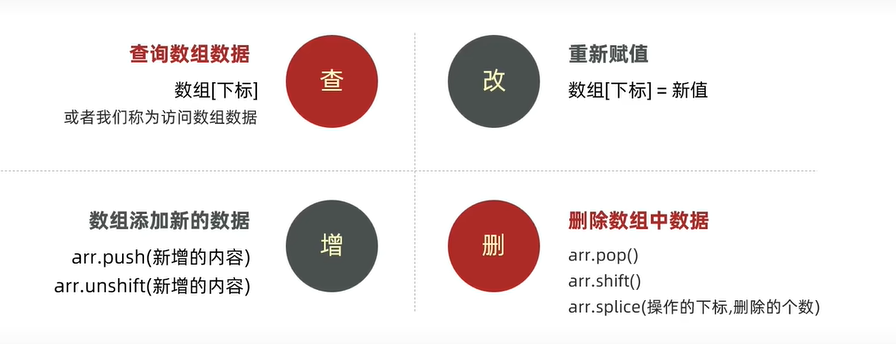 查询数组数据
数组[下标]
或者我们称为访问数组数据
查
改
重新赋值
数组[下标] = 新值
数组添加新的数据
arr.push(新增的内容)
arr.unshift(新增的内容)
增
删
删除数组中数据
arr.pop()
arr.shift()
arr.splice(操作的下标,删除的个数)